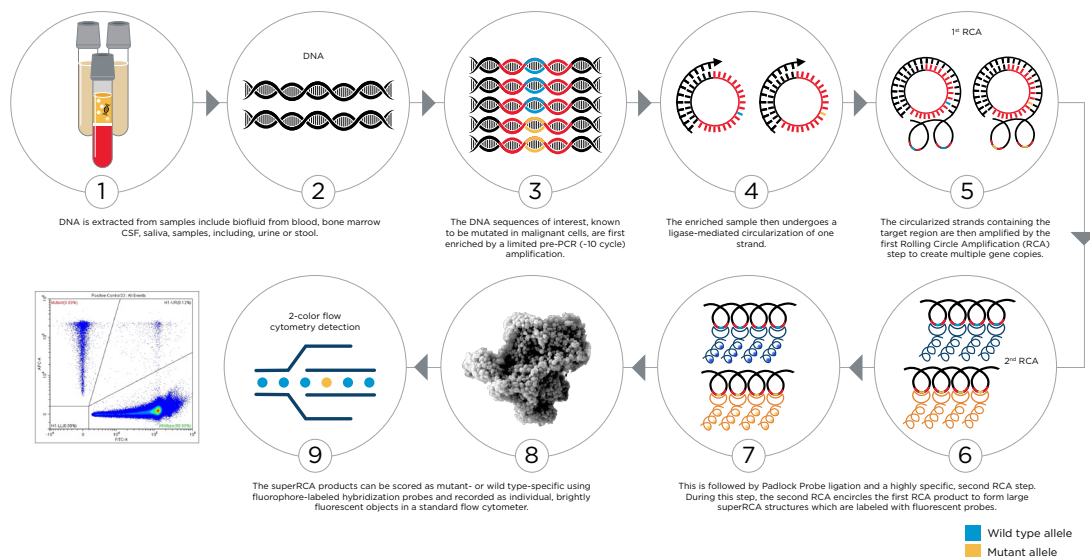 1
DNA is extracted from samples include biofluid from blood, bone marrow
CSF, saliva, samples, including, urine or stool.
DNA
2
3
The DNA sequences of interest, known
to be mutated in malignant cells, are first
enriched by a limited pre-PCR (~10 cycle)
amplification.
4
The enriched sample then undergoes a
ligase-mediated circularization of one
strand.
1st RCA
5
The circularized strands containing the
target region are then amplified by the
first Rolling Circle Amplification (RCA)
step to create multiple gene copies.
2nd RCA
6
7
This is followed by Padlock Probe ligation and a highly specific, second RCA step.
During this step, the second RCA encircles the first RCA product to form large
superRCA structures which are labeled with fluorescent probes.
8
2-color flow
cytometry detection
9
The superRCA products can be scored as mutant- or wild type-specific using
fluorophore-labeled hybridization probes and recorded as individual, brightly
fluorescent objects in a standard flow cytometer.
APC-A
FITC-A
Wild type allele
Mutant allele